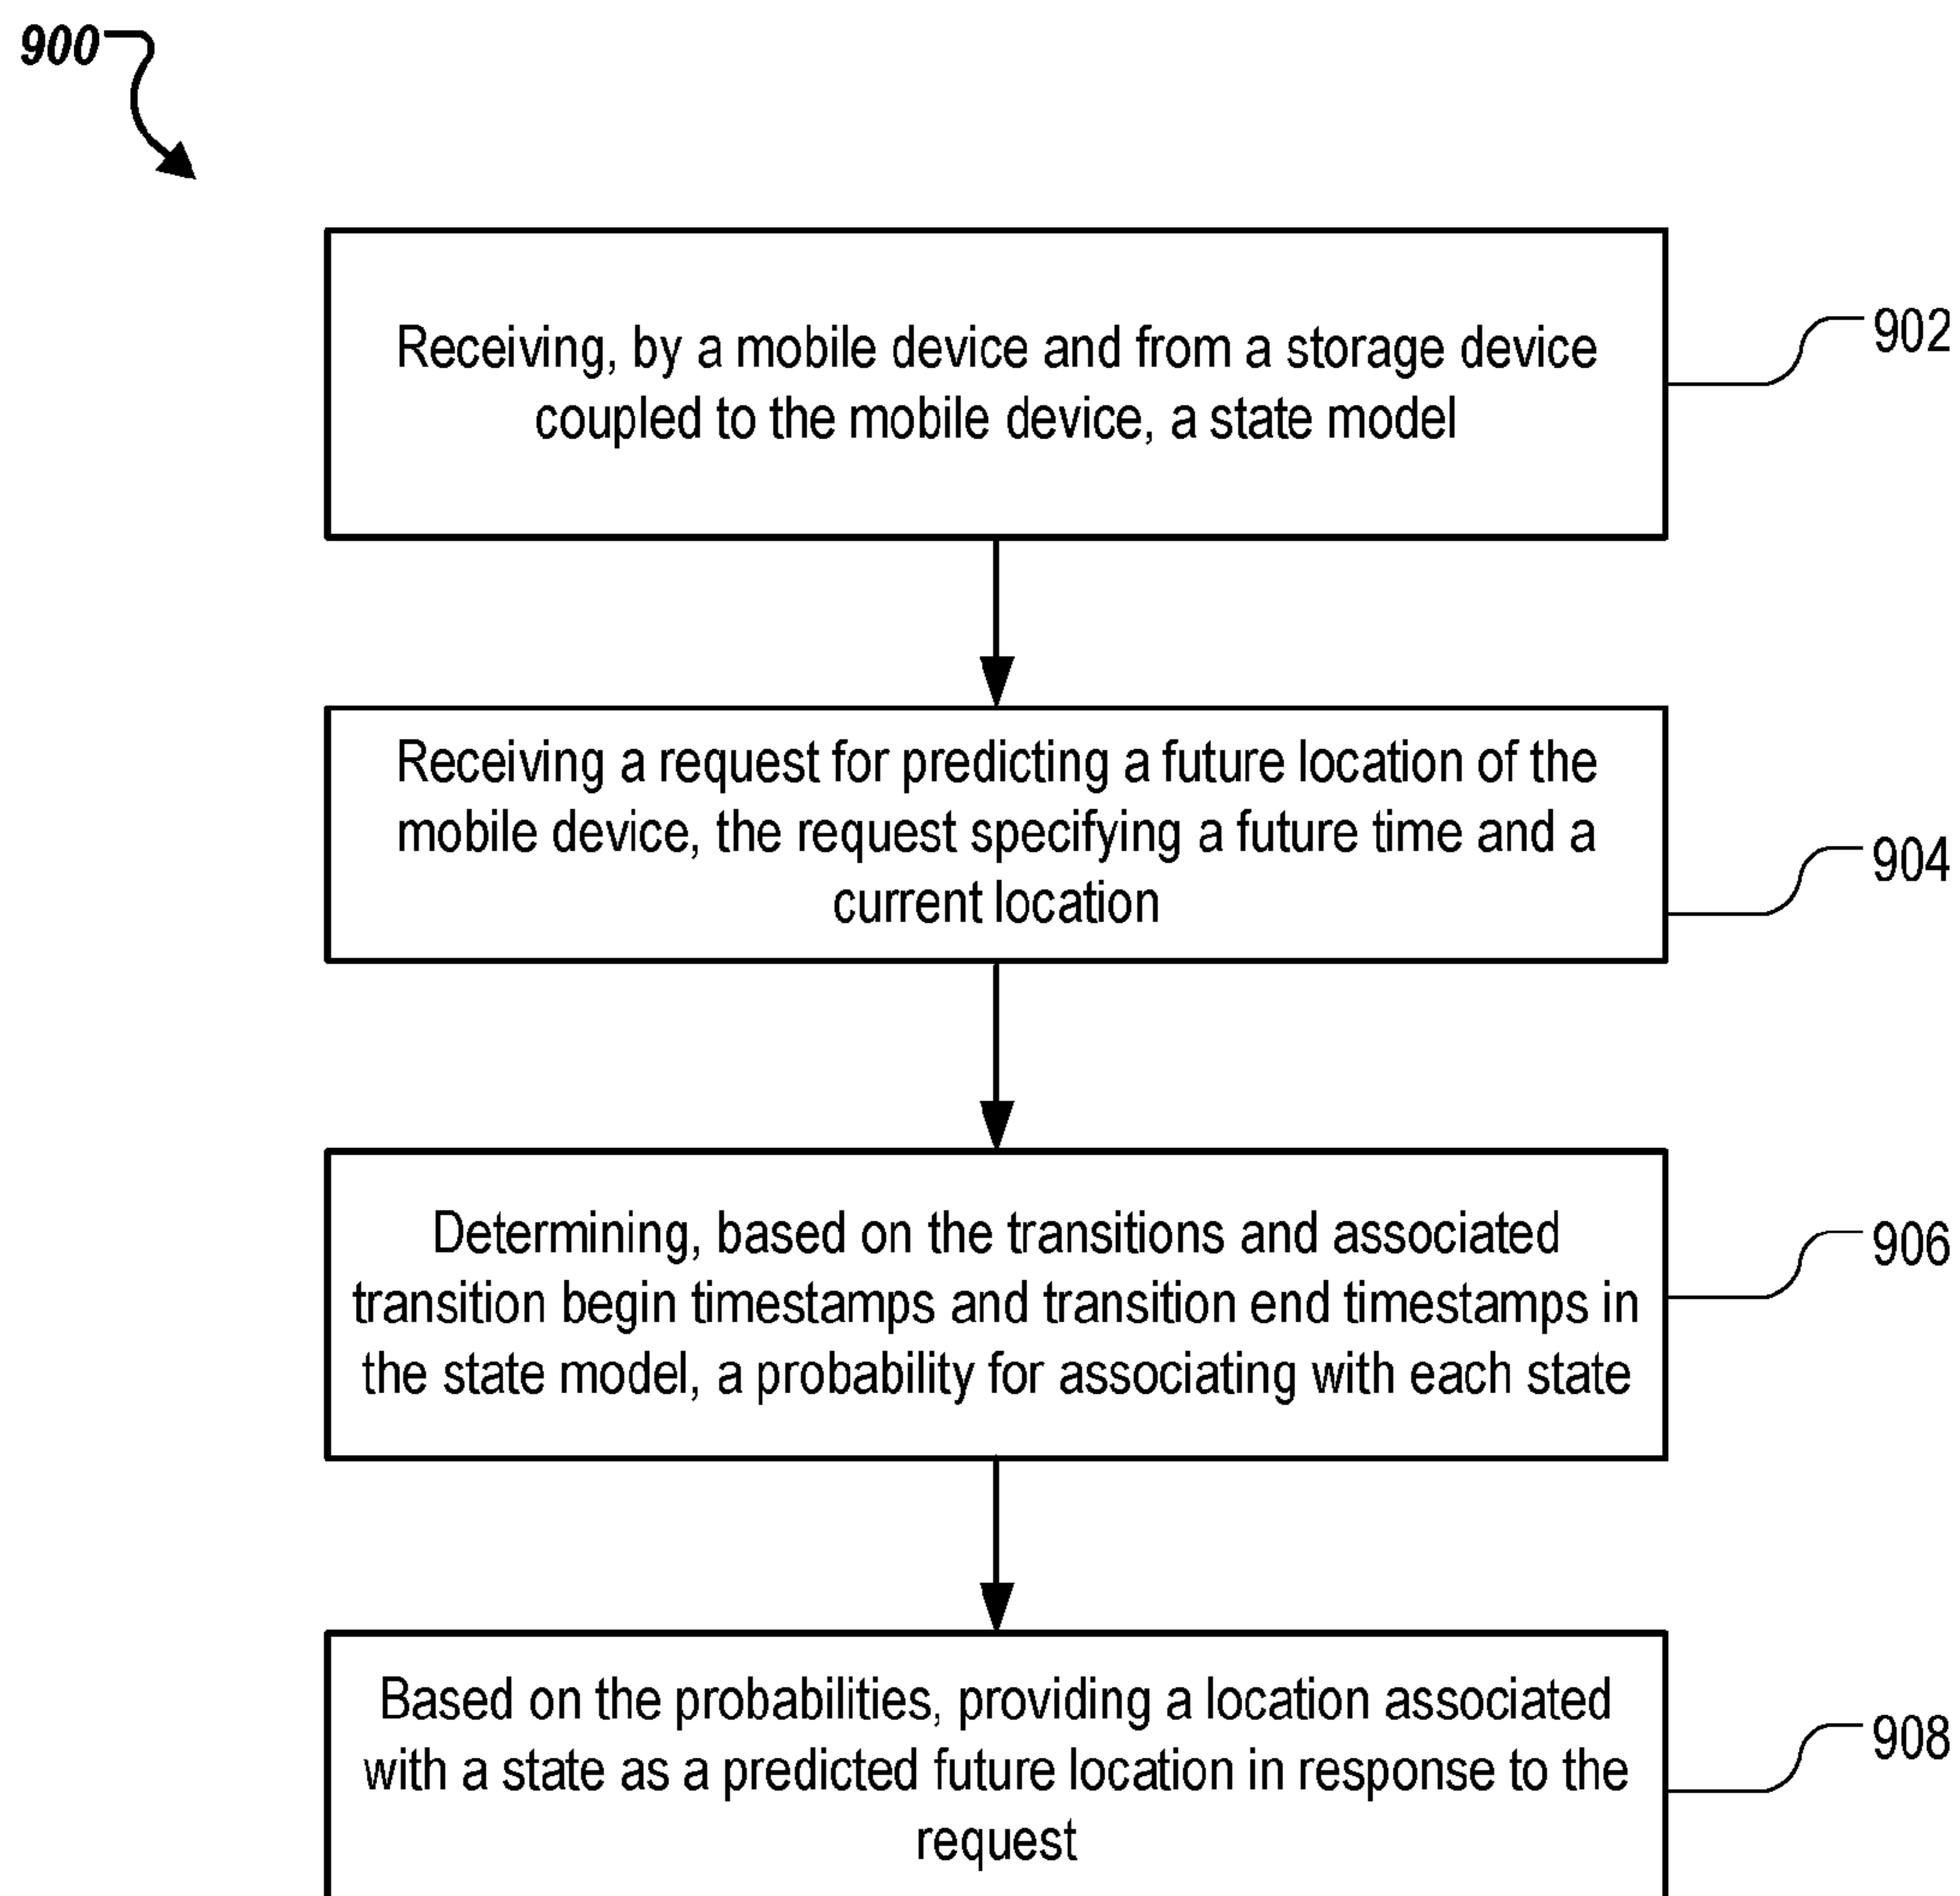 900
Receiving, by a mobile device and from a storage device
coupled to the mobile device, a state model
902
Receiving a request for predicting a future location of the
mobile device, the request specifying a future time and a
current location
904
Determining, based on the transitions and associated
transition begin timestamps and transition end timestamps in
the state model, a probability for associating with each state
906
Based on the probabilities, providing a location associated
with a state as a predicted future location in response to the
request
908